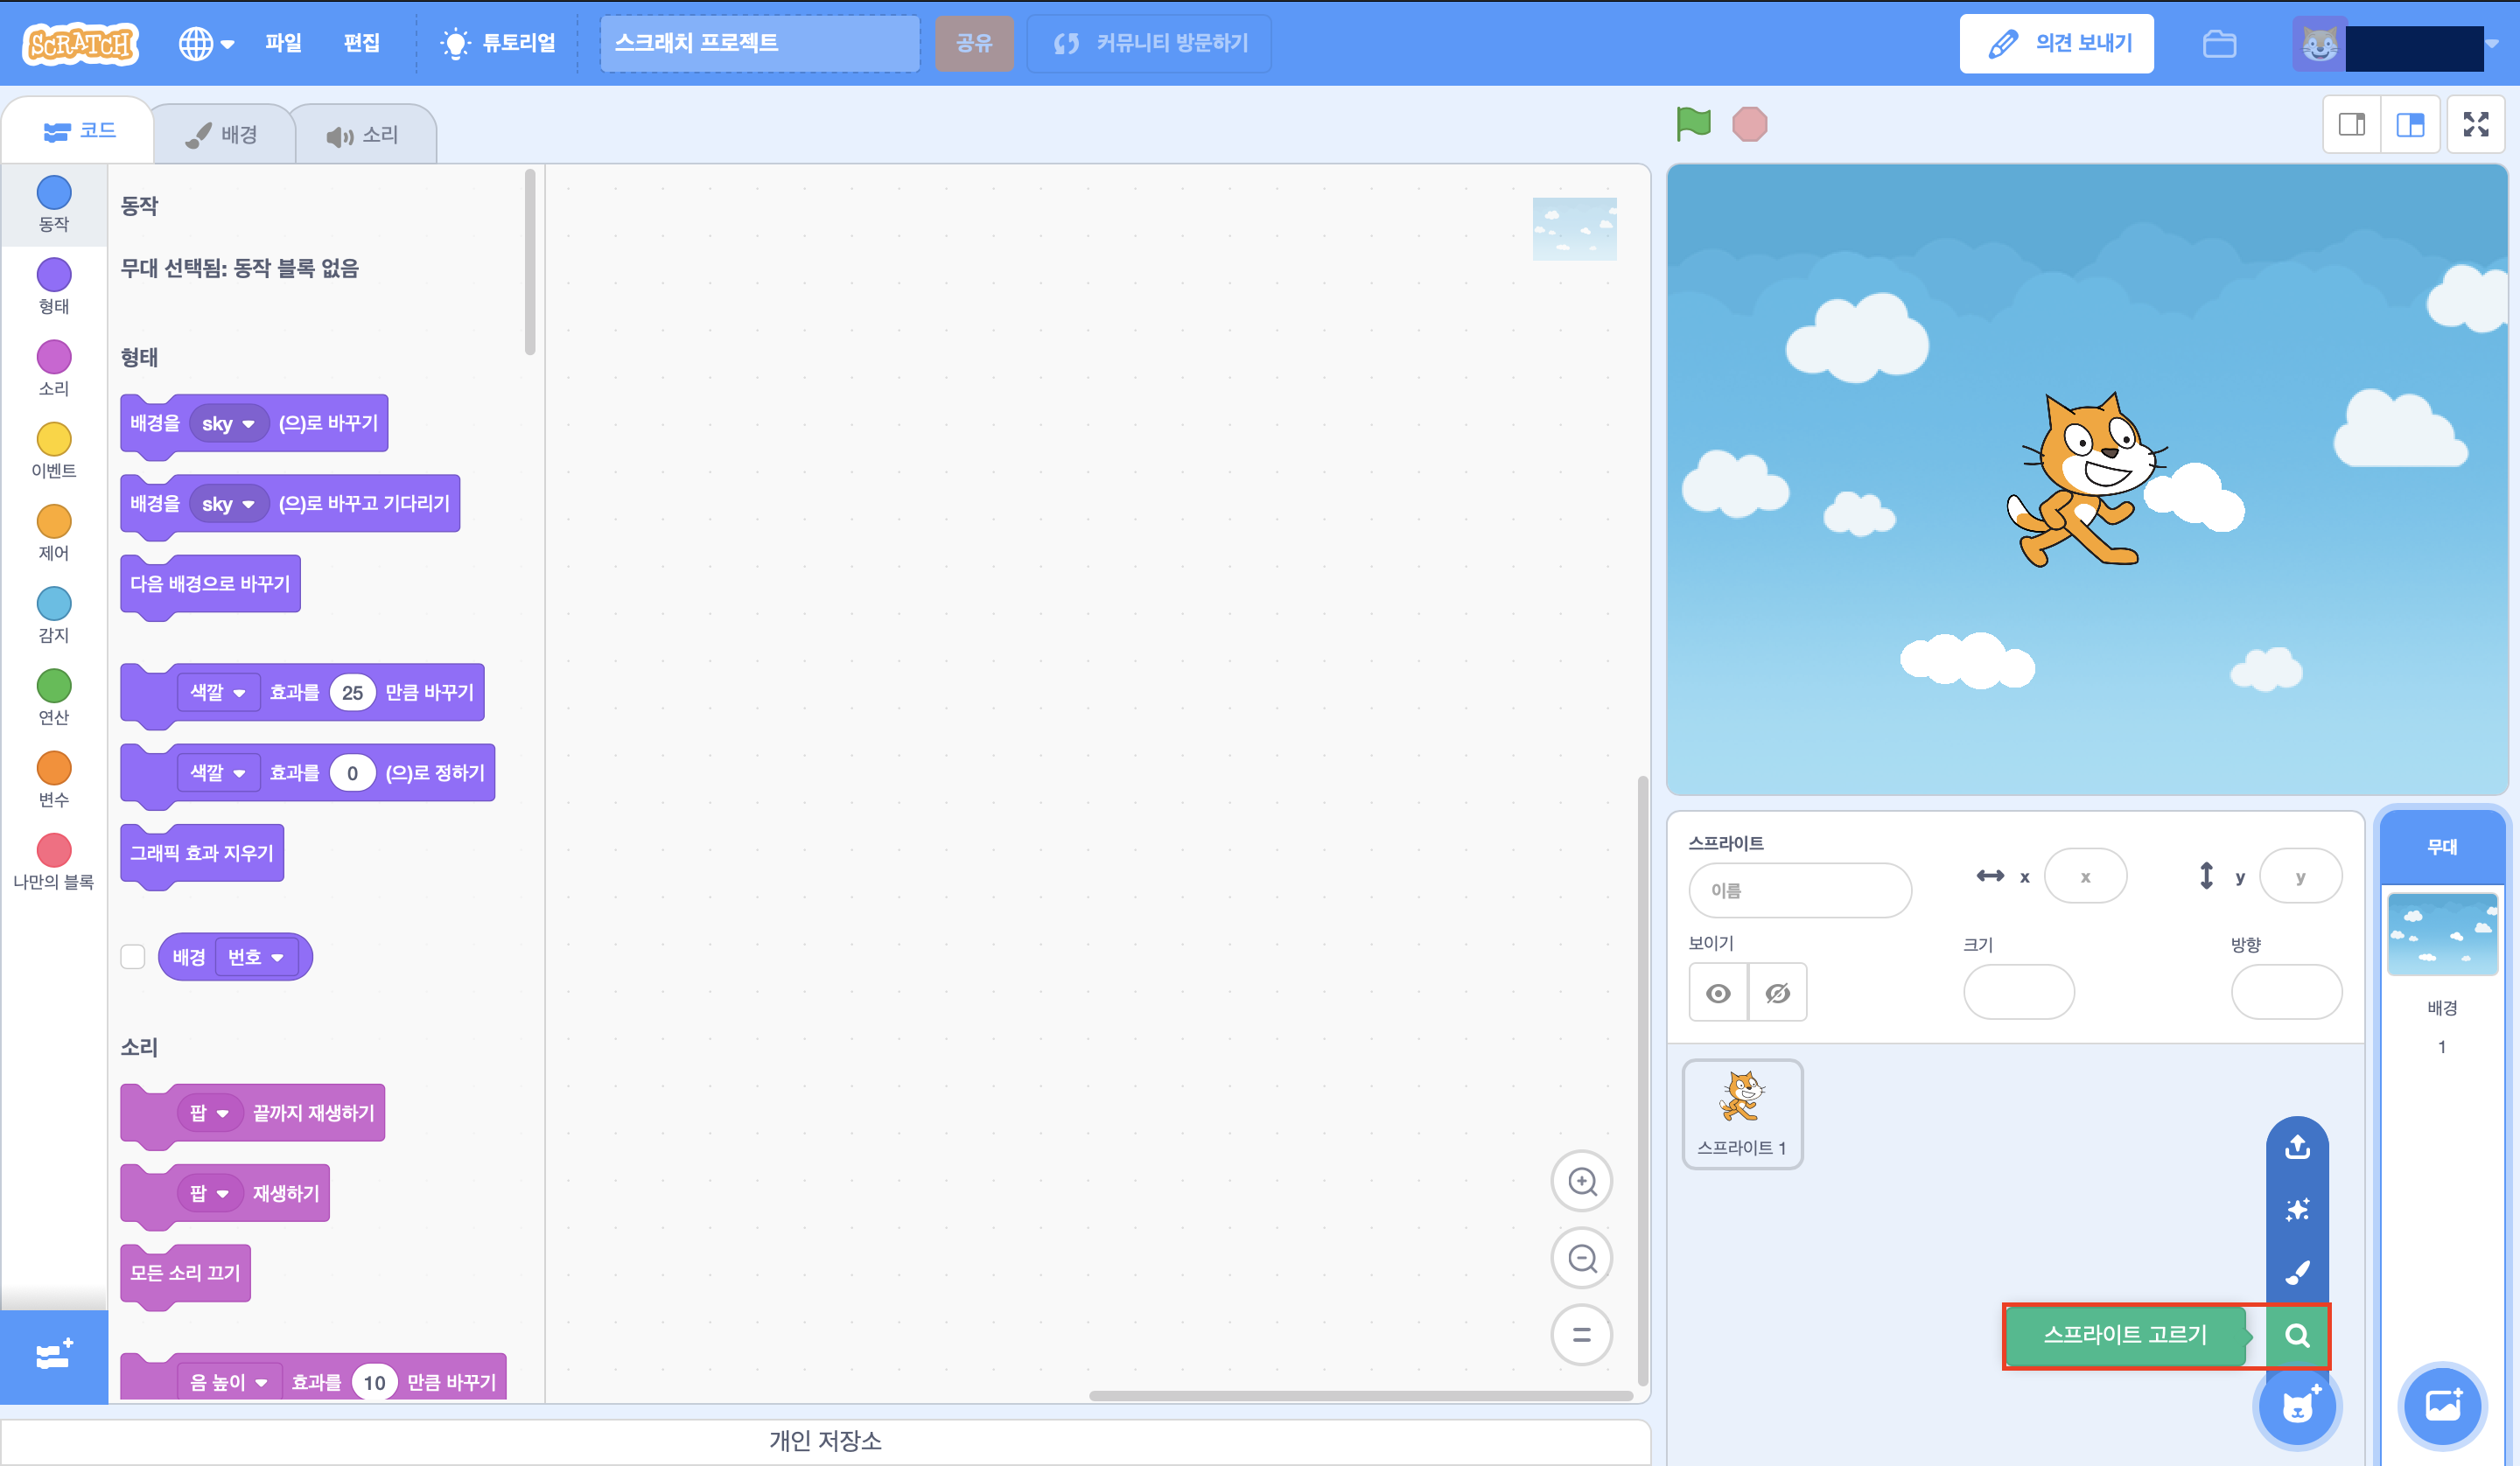 SCRATCH
파일
편집
튜토리얼
스크래치 프로젝트
공유
커뮤니티 방문하기
의견 보내기
코드
배경
소리
동작
형태
소리
이벤트
제어
감지
연산
변수
나만의 블록
동작
무대 선택됨: 동작 블록 없음
형태
배경을 sky (으)로 바꾸기
배경을 sky (으)로 바꾸고 기다리기
다음 배경으로 바꾸기
색깔 효과를 25 만큼 바꾸기
색깔 효과를 0 (으)로 정하기
그래픽 효과 지우기
배경 번호
소리
팝 끝까지 재생하기
팝 재생하기
모든 소리 끄기
음 높이 효과를 10 만큼 바꾸기
개인 저장소
스프라이트
이름
x
x
y
y
보이기
크기
방향
스프라이트 1
스프라이트 고르기
무대
배경
1